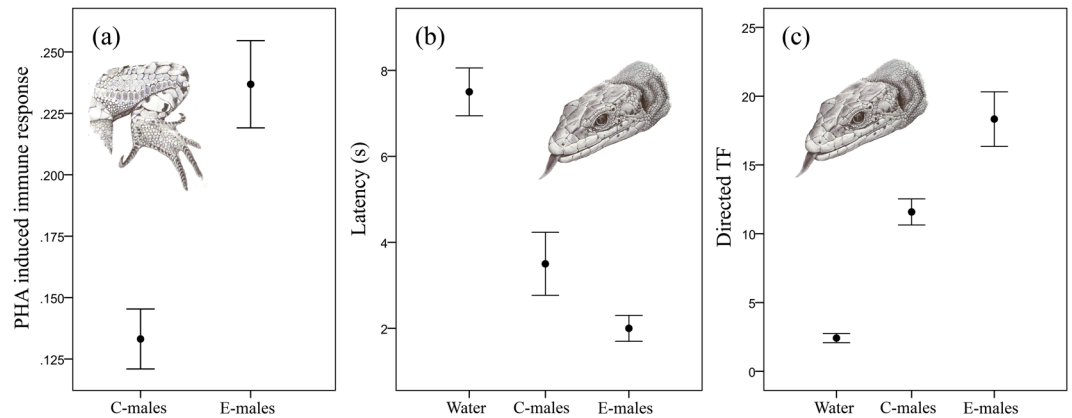 (a)
PHA induced immune response
.250
.225
.200
.175
.150
.125
C-males E-males
(b)
Latency (s)
8
6
4
2
Water C-males E-males
(c)
Directed TF
25
20
15
10
5
0
Water C-males E-males